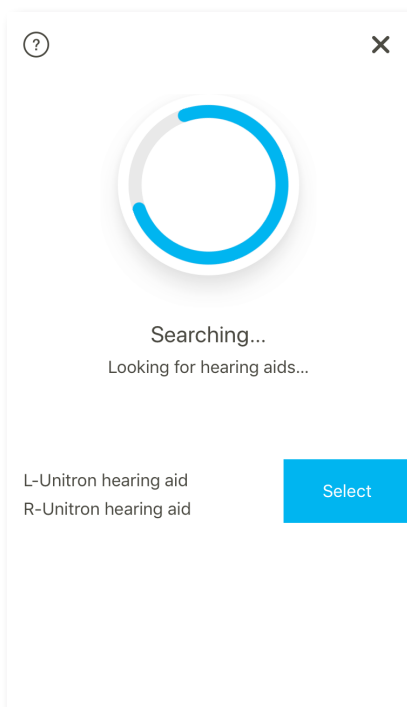 ?
Searching...
Looking for hearing aids...
L-Unitron hearing aid
R-Unitron hearing aid
Select